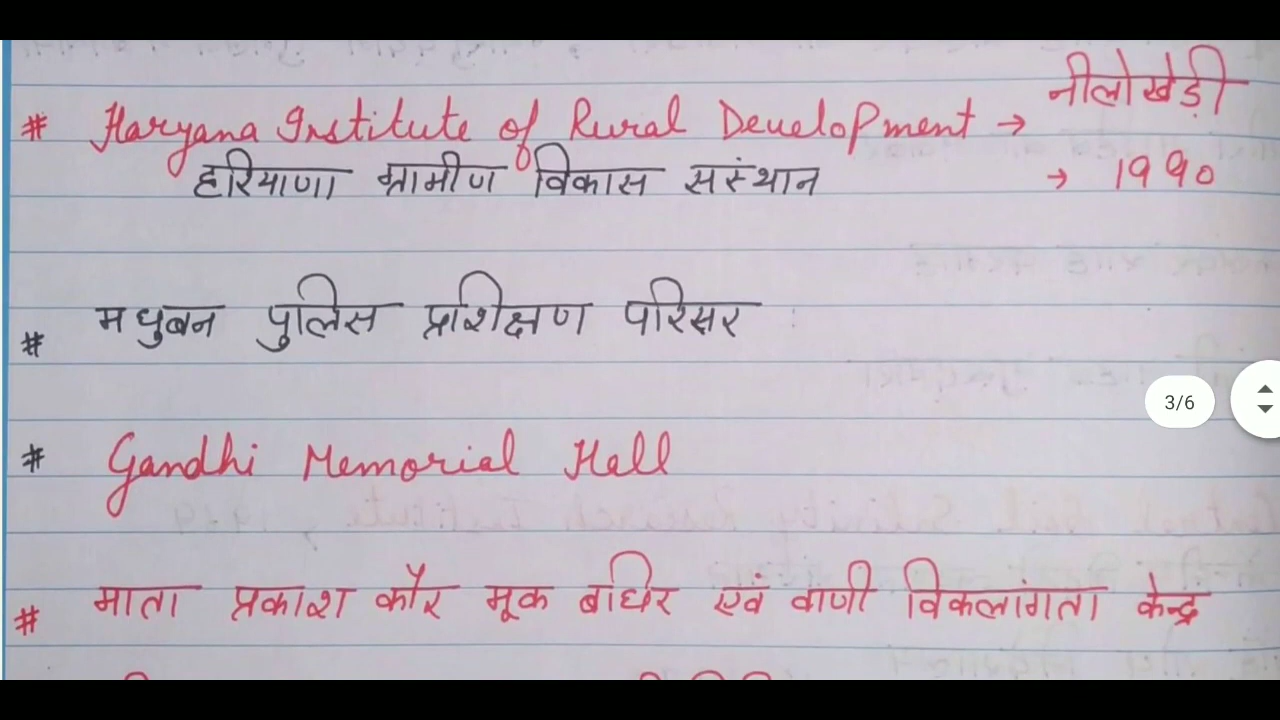 # Haryana Institute of Rural Development → नीलोखेड़ी
हरियाणा ग्रामीण विकास संस्थान → 1990
# मधुबन पुलिस प्रशिक्षण परिसर
# Gandhi Memorial Hall
# माता प्रकाश कौर मूक बधिर एवं वाणी विकलांगता केन्द्र
3/6